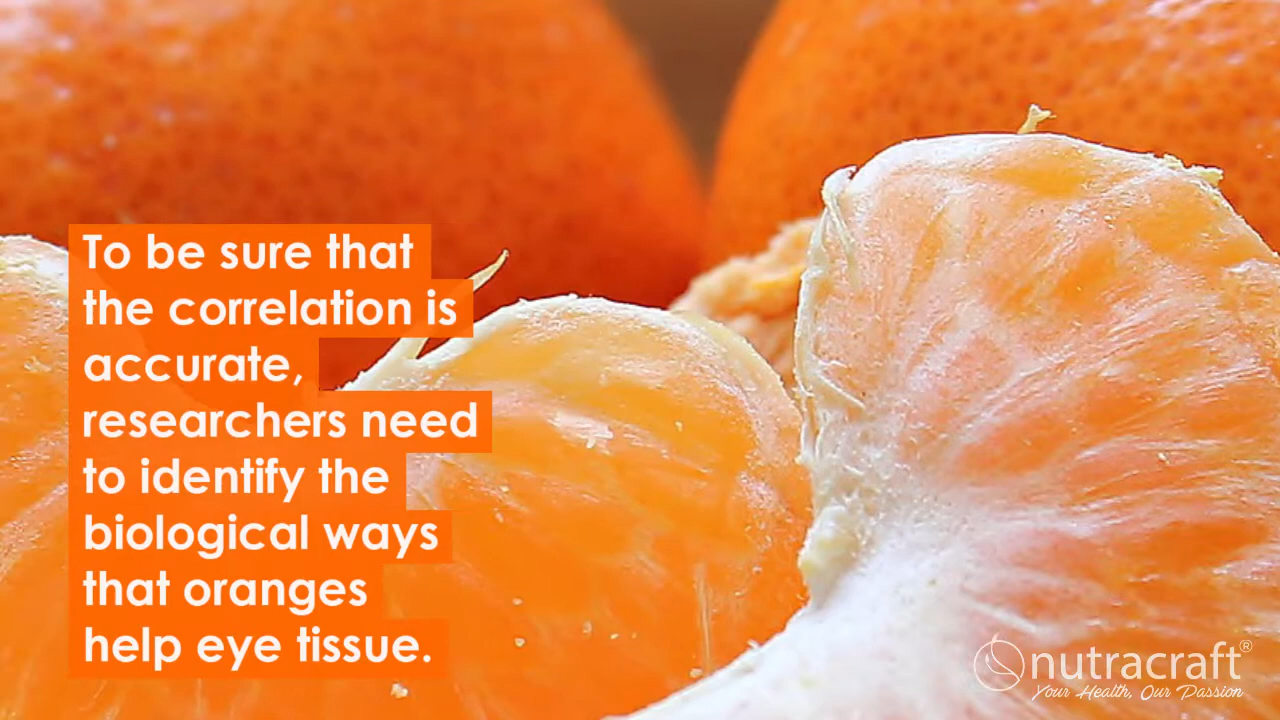 To be sure that
the correlation is
accurate,
researchers need
to identify the
biological ways
that oranges
help eye tissue.
nutracraft®
Your Health, Our Passion